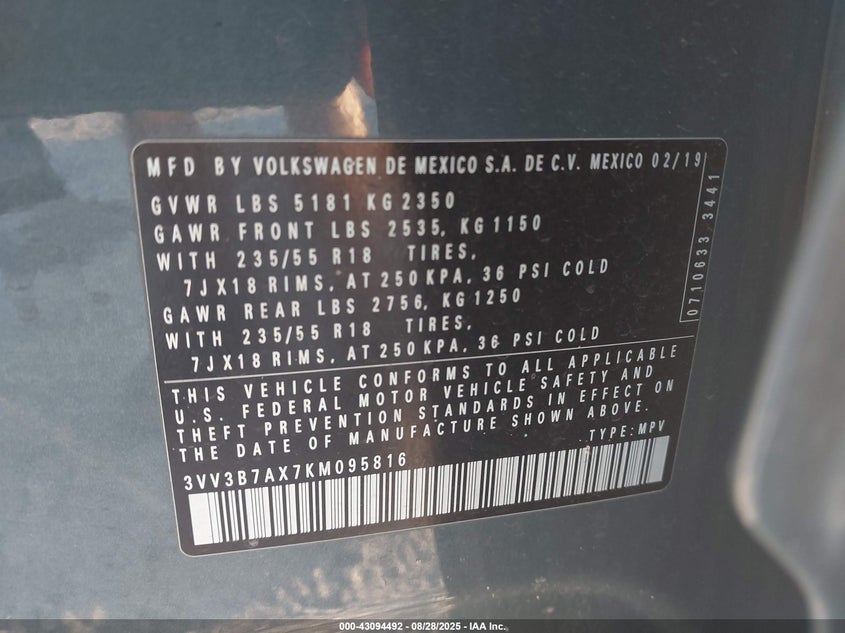 MFD BY VOLKSWAGEN DE MEXICO S.A. DE C.V. MEXICO 02/19
GVWR LBS 5181 KG 2350
GAWR FRONT LBS 2535, KG 1150
WITH 235/55 R18 TIRES,
7JX18 RIMS, AT 250 KPA, 36 PSI COLD
GAWR REAR LBS 2756, KG 1250
WITH 235/55 R18 TIRES,
7JX18 RIMS, AT 250 KPA, 36 PSI COLD
0710633 3441
THIS VEHICLE CONFORMS TO ALL APPLICABLE
U.S. FEDERAL MOTOR VEHICLE SAFETY AND
THEFT PREVENTION STANDARDS IN EFFECT ON
THE DATE OF MANUFACTURE SHOWN ABOVE.
TYPE: MPV
3VV3B7AX7KM095816
000-43094492 - 08/28/2025 - IAA Inc.